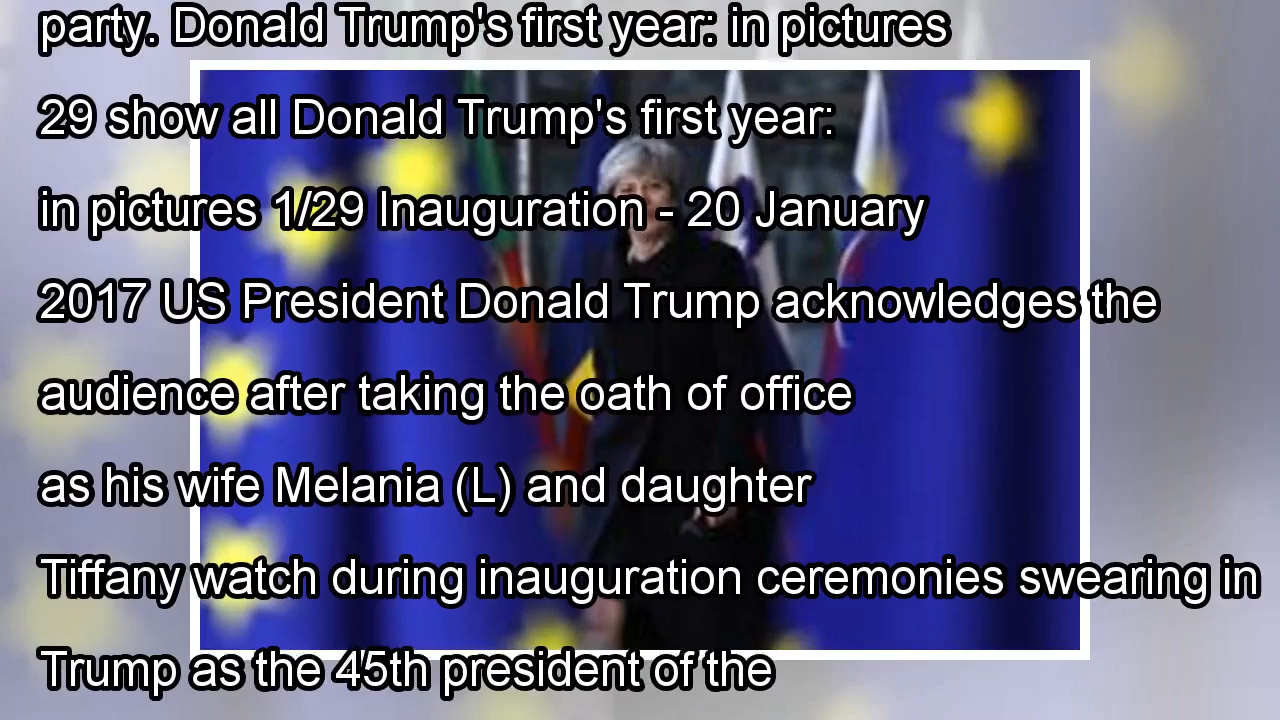 party. Donald Trump's first year: in pictures
29 show all Donald Trump's first year:
in pictures 1/29 Inauguration - 20 January
2017 US President Donald Trump acknowledges the
audience after taking the oath of office
as his wife Melania (L) and daughter
Tiffany watch during inauguration ceremonies swearing in
Trump as the 45th president of the